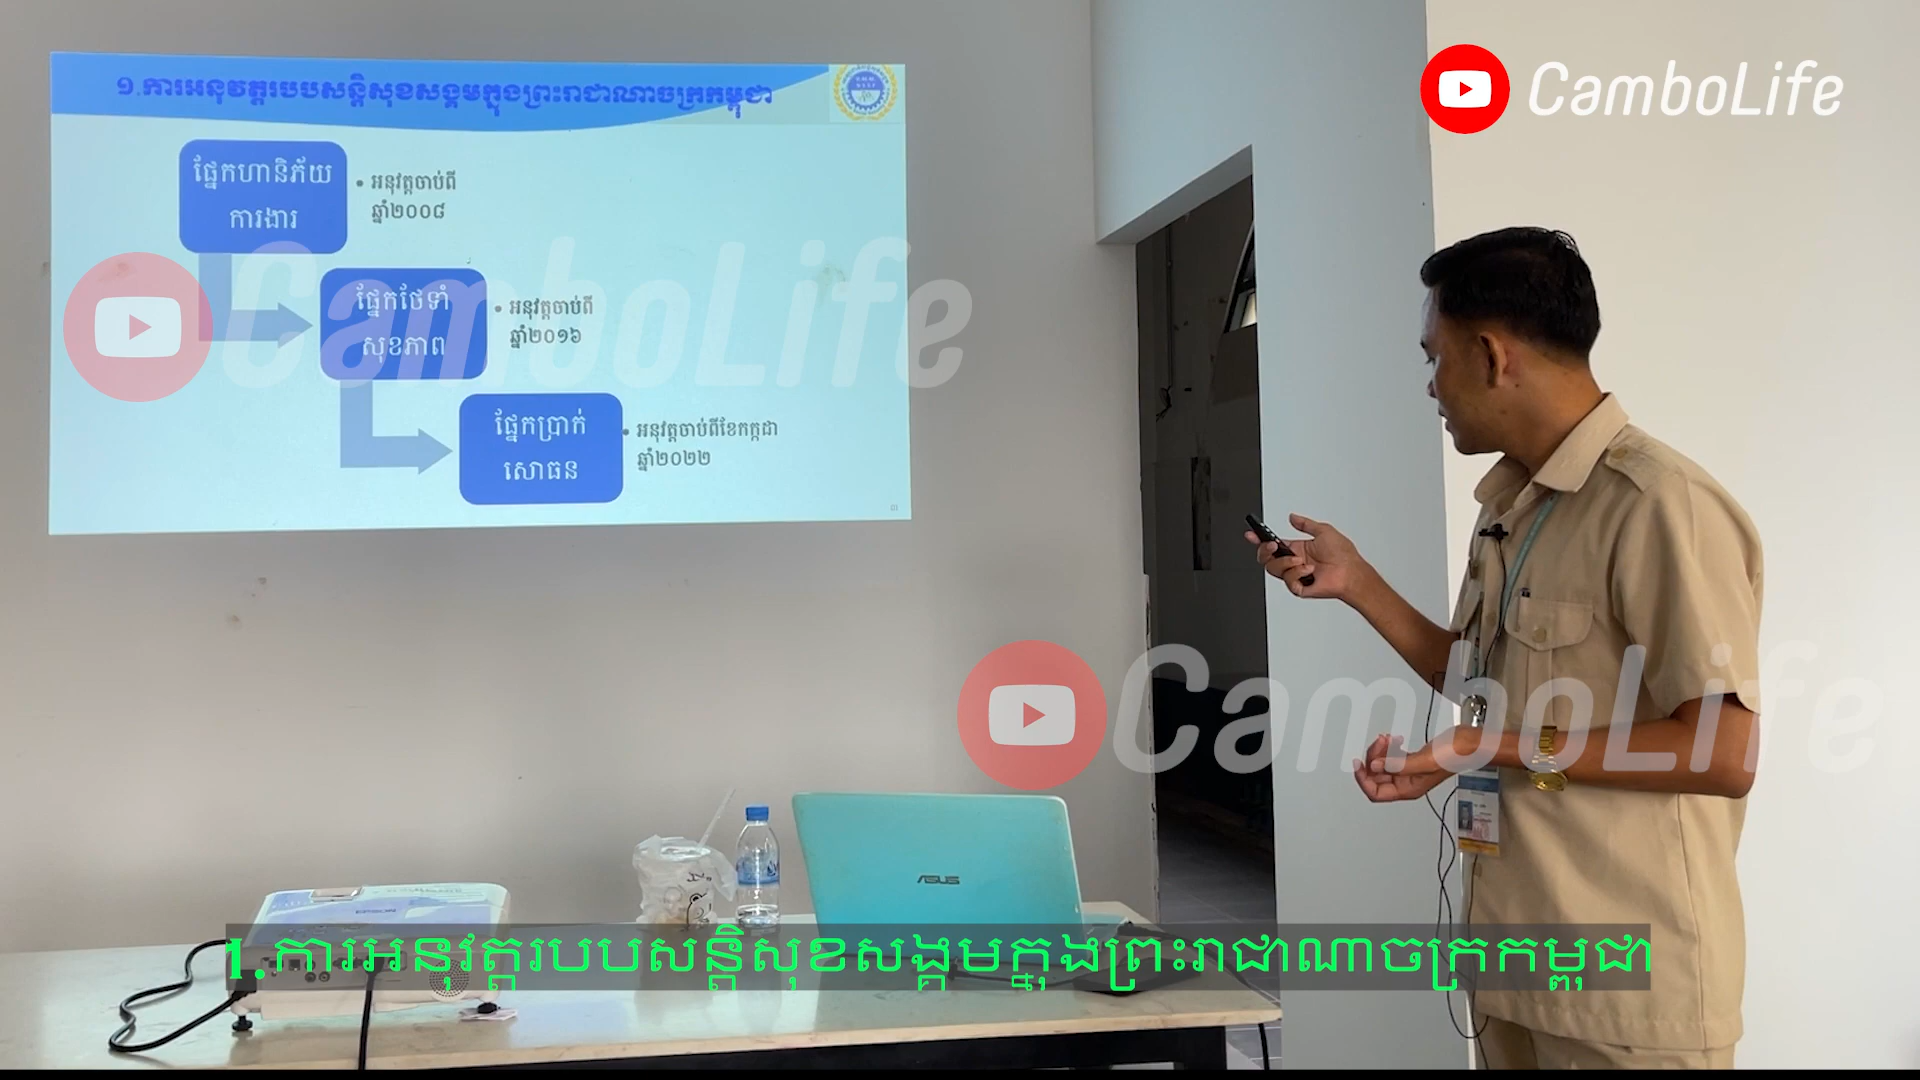 ១.ការអនុវត្តរបបសន្តិសុខសង្គមក្នុងព្រះរាជាណាចក្រកម្ពុជា
ផ្នែកហានិភ័យ
ការងារ
• អនុវត្តចាប់ពី
ឆ្នាំ២០០៨
ផ្នែកថែទាំ
សុខភាព
• អនុវត្តចាប់ពី
ឆ្នាំ២០១៦
ផ្នែកប្រាក់
សោធន
• អនុវត្តចាប់ពីខែកក្កដា
ឆ្នាំ២០២២
CamboLife
CamboLife
CamboLife
ASUS
EPSON
1.ការអនុវត្តរបបសន្តិសុខសង្គមក្នុងព្រះរាជាណាចក្រកម្ពុជា